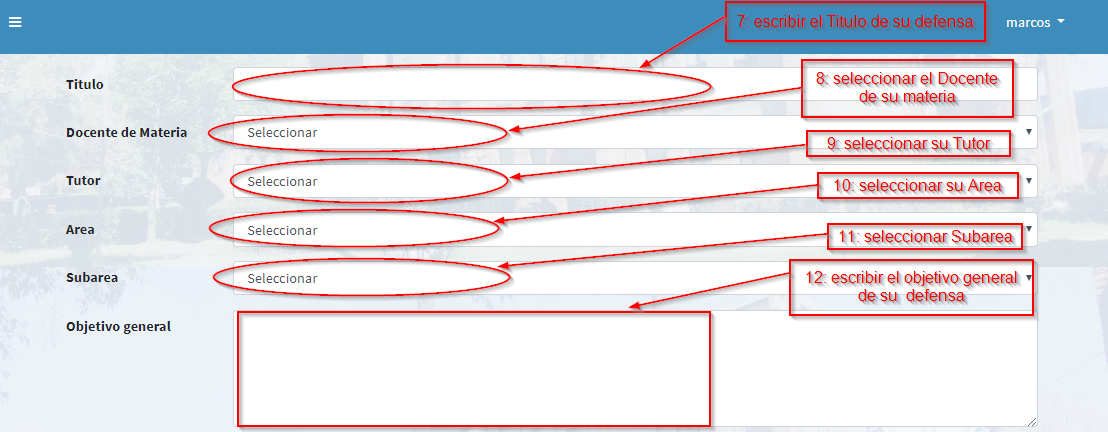 7: escribir el Titulo de su defensa
marcos
Titulo
8: seleccionar el Docente
de su materia
Docente de Materia
Seleccionar
9: seleccionar su Tutor
Tutor
Seleccionar
10: seleccionar su Area
Area
Seleccionar
11: seleccionar Subarea
Subarea
Seleccionar
12: escribir el objetivo general
de su defensa
Objetivo general